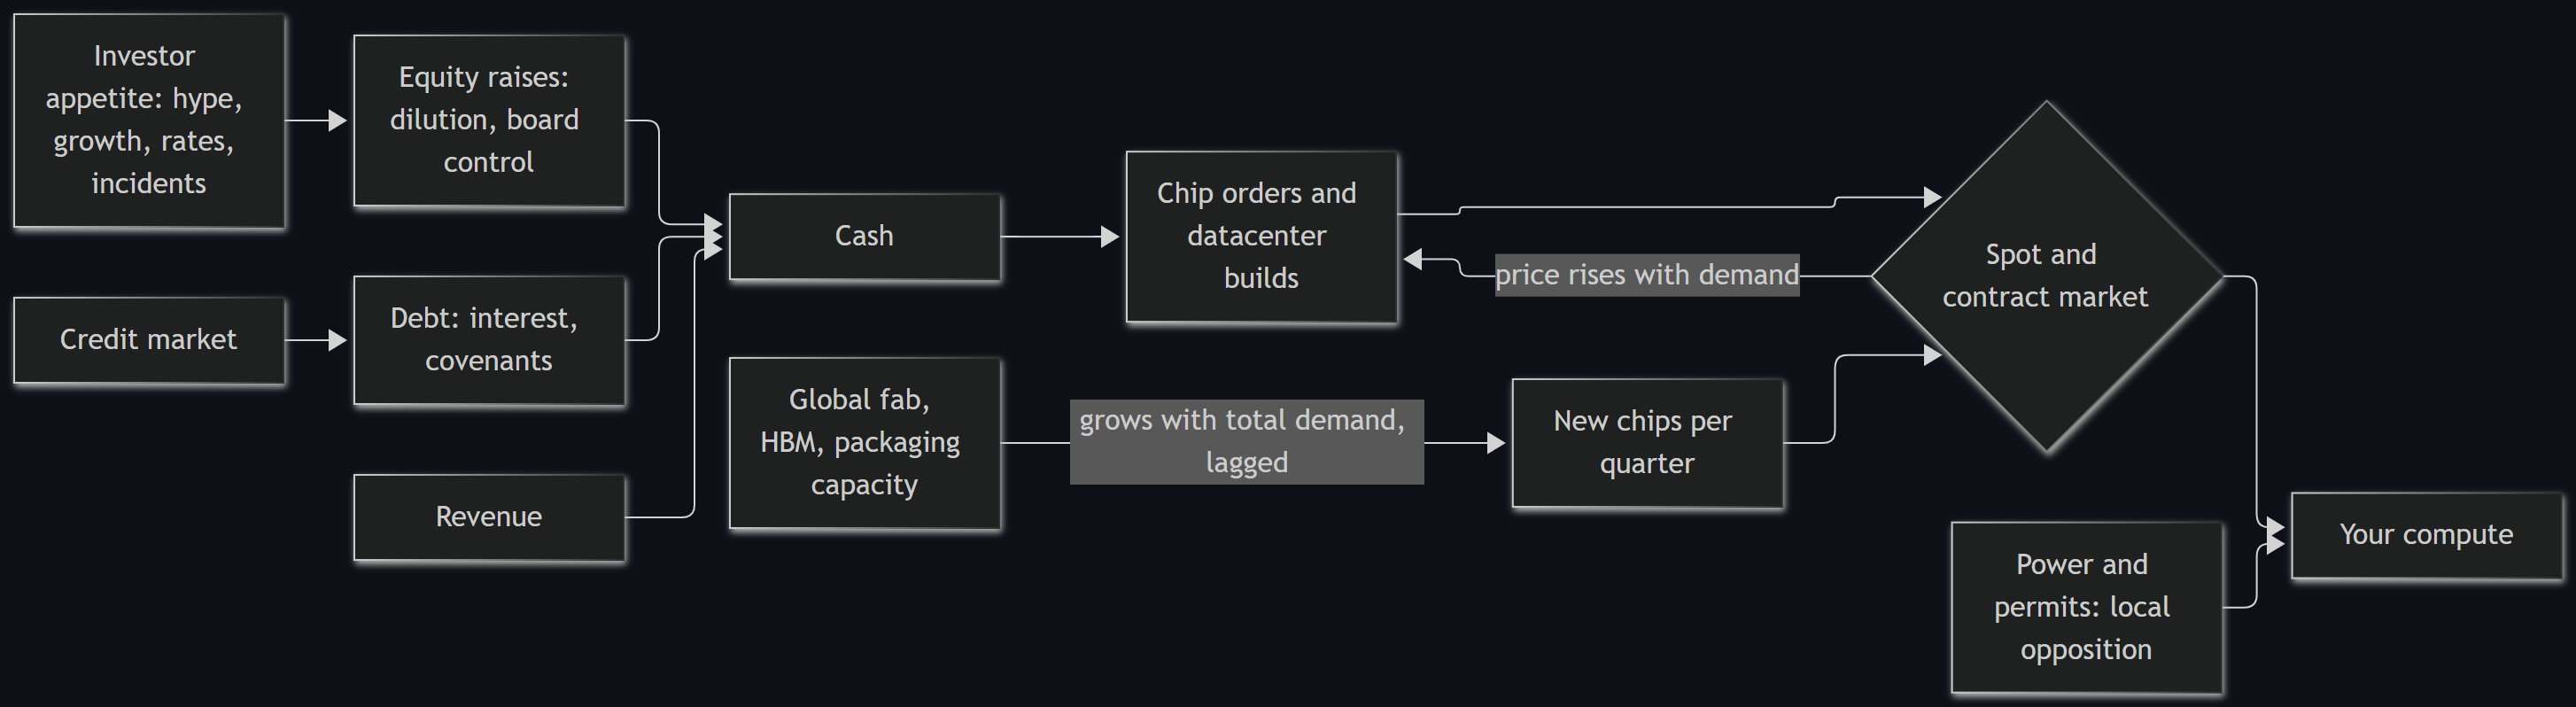 Investor
appetite: hype,
growth, rates,
incidents
Equity raises:
dilution, board
control
Credit market
Debt: interest,
covenants
Revenue
Cash
Global fab,
HBM, packaging
capacity
Chip orders and
datacenter
builds
grows with total demand,
lagged
price rises with demand
New chips per
quarter
Spot and
contract market
Power and
permits: local
opposition
Your compute